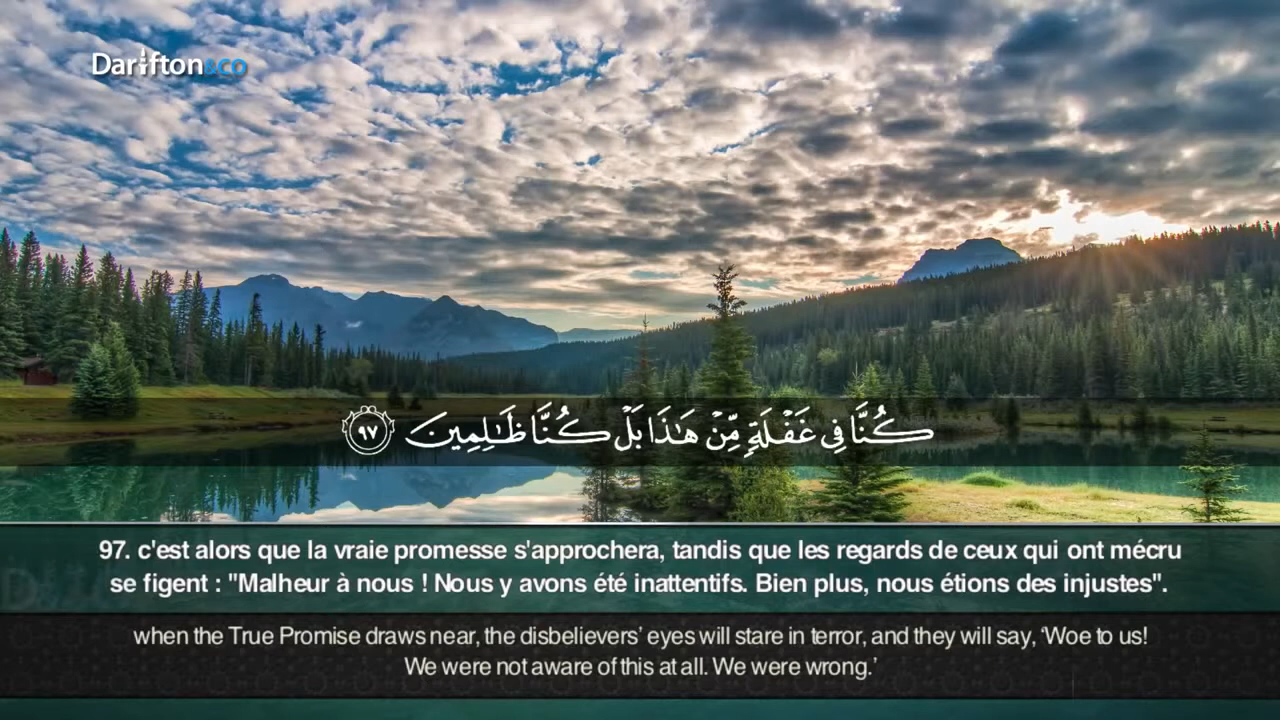 Darifton&co
كُنَّا فِي غَفْلَةٍ مِّنْ هَٰذَا بَلْ كُنَّا ظَٰلِمِينَ ٩٧
97. c'est alors que la vraie promesse s'approchera, tandis que les regards de ceux qui ont mécru
se figent : "Malheur à nous ! Nous y avons été inattentifs. Bien plus, nous étions des injustes".
when the True Promise draws near, the disbelievers’ eyes will stare in terror, and they will say, ‘Woe to us!
We were not aware of this at all. We were wrong.’